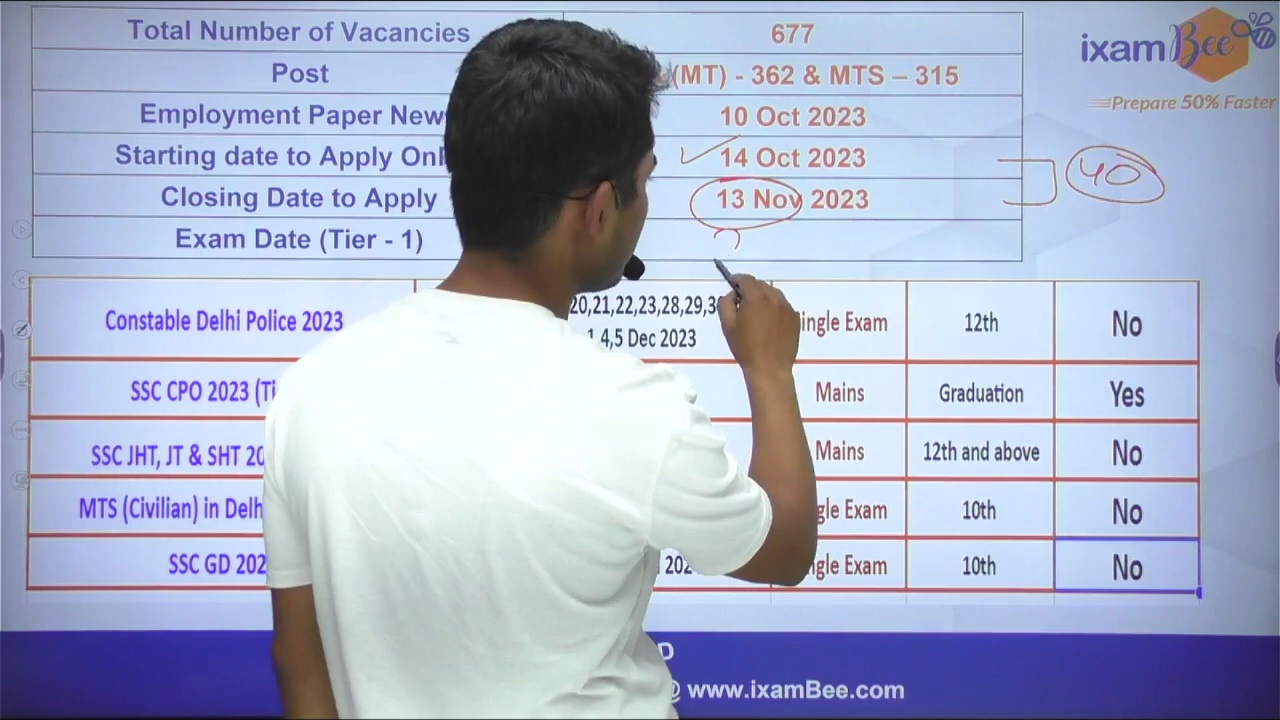 Total Number of Vacancies 677
Post (MT) - 362 & MTS – 315
Employment Paper New 10 Oct 2023
Starting date to Apply Onl 14 Oct 2023
Closing Date to Apply 13 Nov 2023
Exam Date (Tier - 1) ?
40
ixamBee
Prepare 50% Faster
Constable Delhi Police 2023 20,21,22,23,28,29,30 1,4,5 Dec 2023 ingle Exam 12th No
SSC CPO 2023 (Ti Mains Graduation Yes
SSC JHT, JT & SHT 20 Mains 12th and above No
MTS (Civilian) in Delh gle Exam 10th No
SSC GD 202 202 ngle Exam 10th No
D
@ www.ixamBee.com